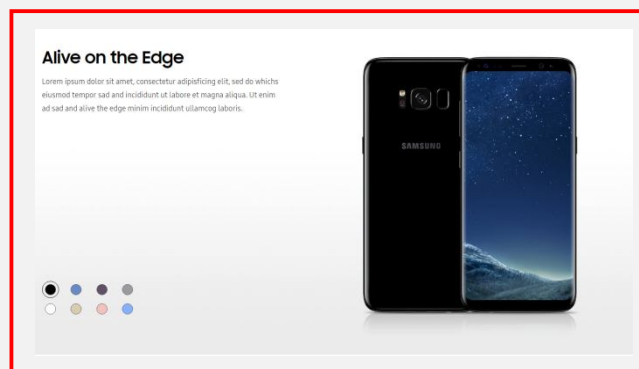 Alive on the Edge
Lorem ipsum dolor sit amet, consectetur adipisficing elit, sed do whichs
eiusmod tempor sad and incididunt ut labore et magna aliqua. Ut enim
ad sad and alive the edge minim incididunt ullamcog laboris.
SAMSUNG